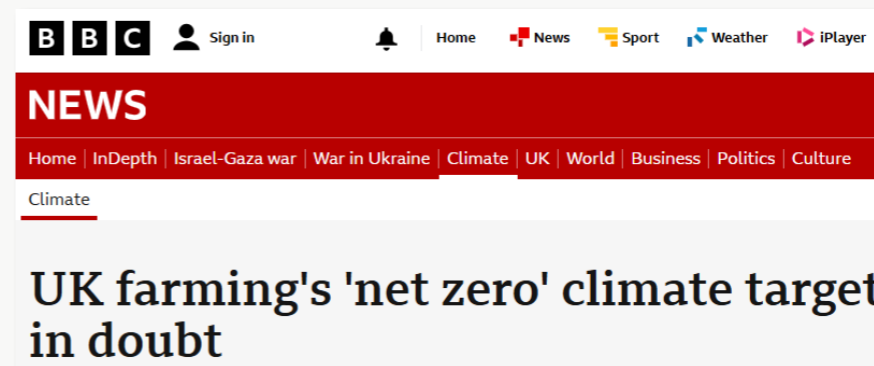 BBC Sign in Home News Sport Weather iPlayer
NEWS
Home InDepth Israel-Gaza war War in Ukraine Climate UK World Business Politics Culture
Climate
UK farming's 'net zero' climate target
in doubt